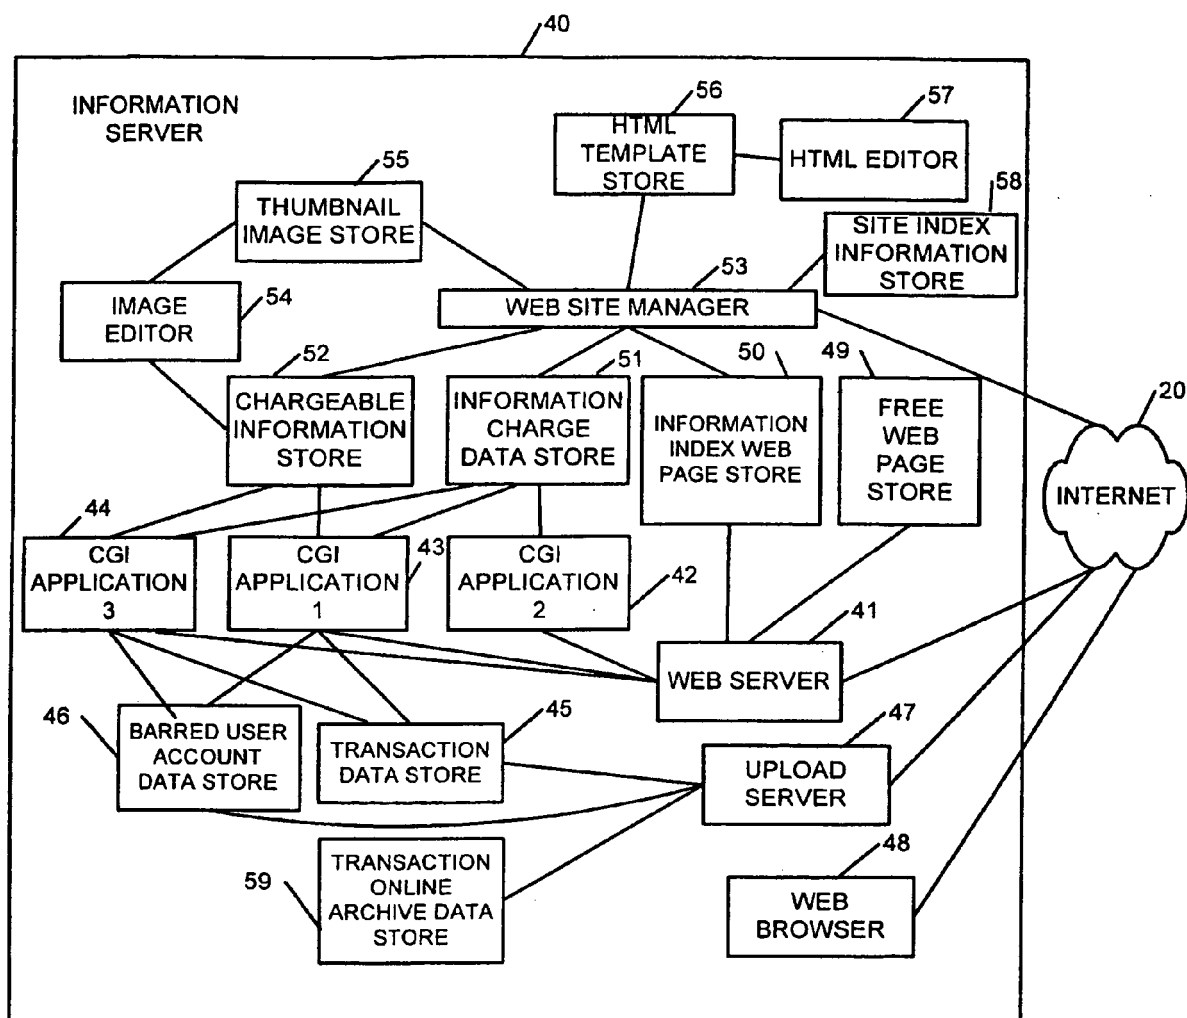 40
INFORMATION
SERVER
56
HTML
TEMPLATE
STORE
57
HTML EDITOR
55
THUMBNAIL
IMAGE STORE
58
SITE INDEX
INFORMATION
STORE
54
IMAGE
EDITOR
53
WEB SITE MANAGER
52
CHARGEABLE
INFORMATION
STORE
51
INFORMATION
CHARGE
DATA STORE
50
INFORMATION
INDEX WEB
PAGE STORE
49
FREE
WEB
PAGE
STORE
20
INTERNET
44
CGI
APPLICATION
3
43
CGI
APPLICATION
1
42
CGI
APPLICATION
2
41
WEB SERVER
46
BARRED USER
ACCOUNT
DATA STORE
45
TRANSACTION
DATA STORE
47
UPLOAD
SERVER
59
TRANSACTION
ONLINE
ARCHIVE DATA
STORE
48
WEB
BROWSER